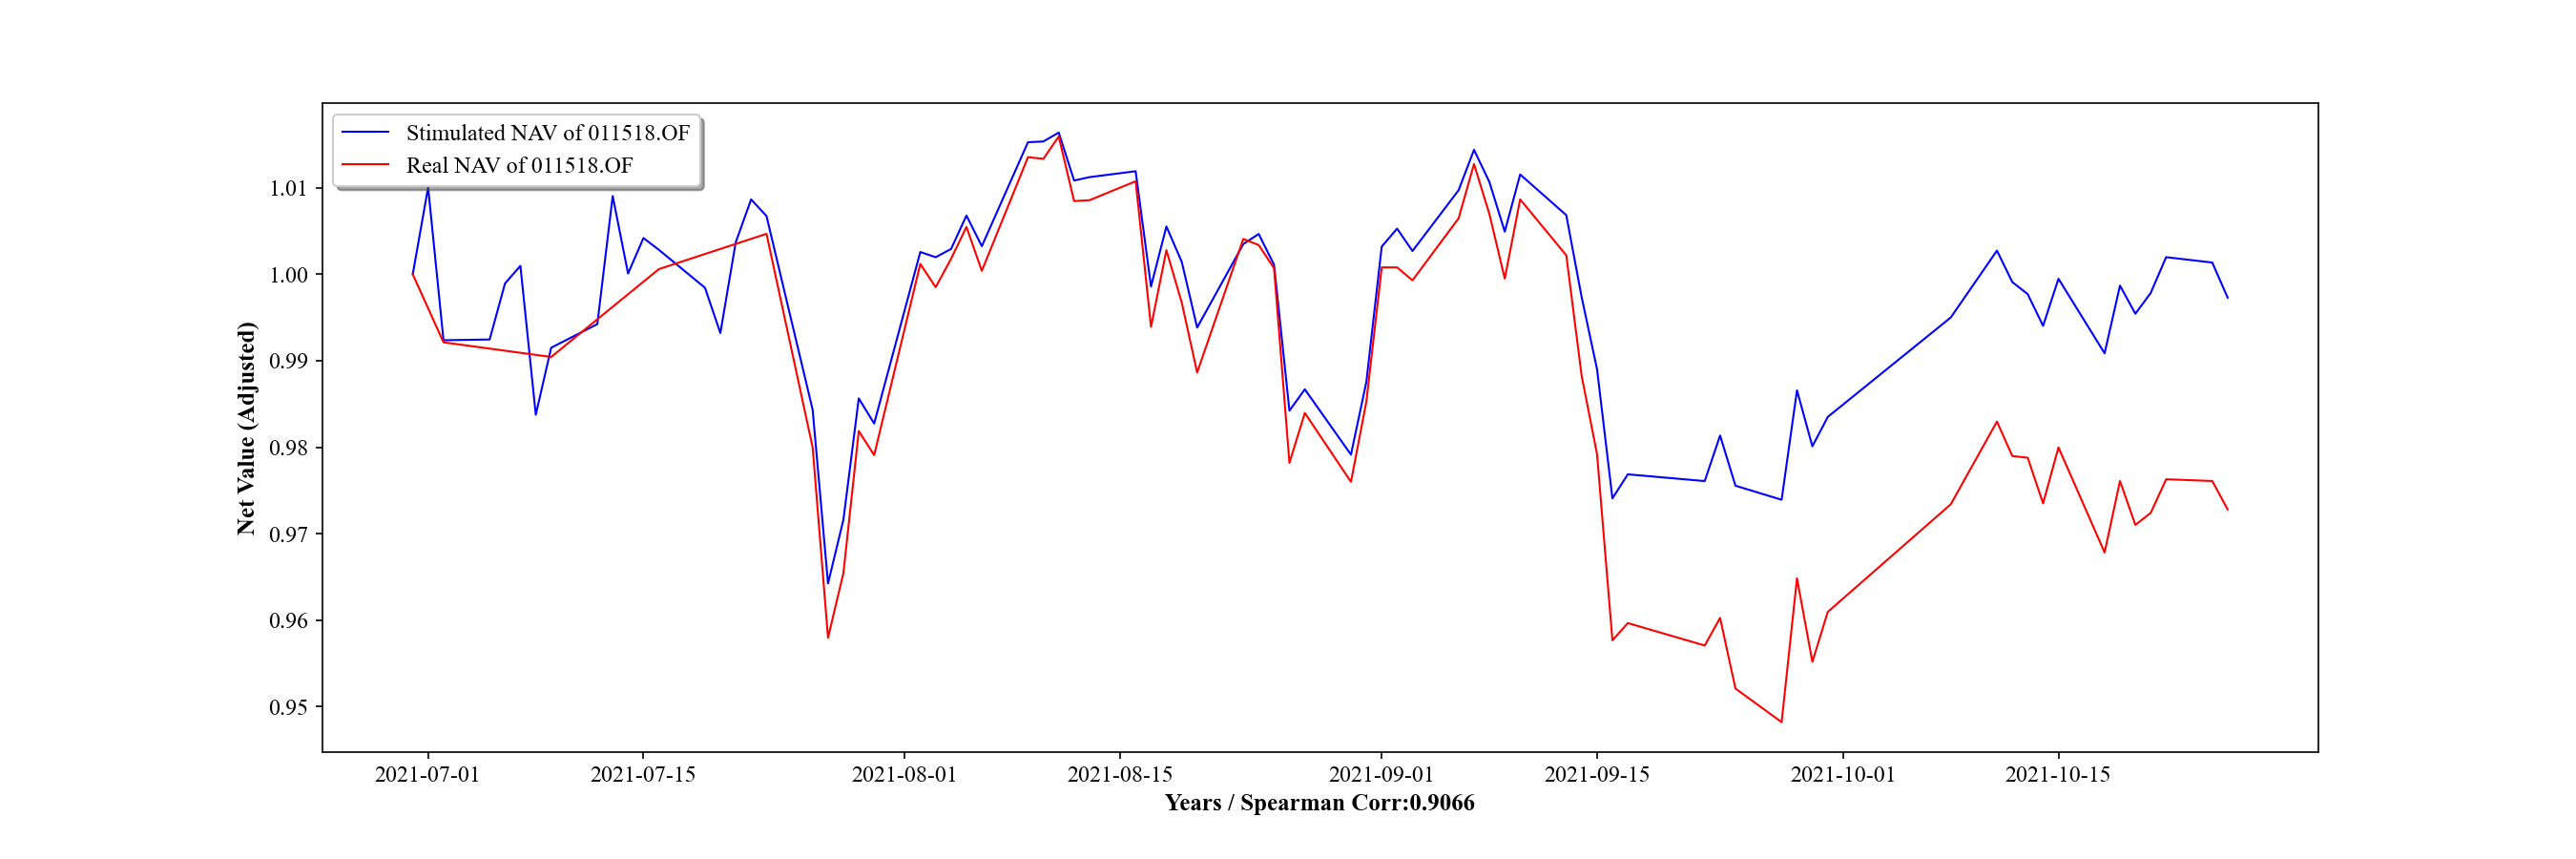 Stimulated NAV of 011518.OF
Real NAV of 011518.OF
1.01
1.00
0.99
0.98
0.97
0.96
0.95
Net Value (Adjusted)
2021-07-01 2021-07-15 2021-08-01 2021-08-15 2021-09-01 2021-09-15 2021-10-01 2021-10-15
Years / Spearman Corr:0.9066